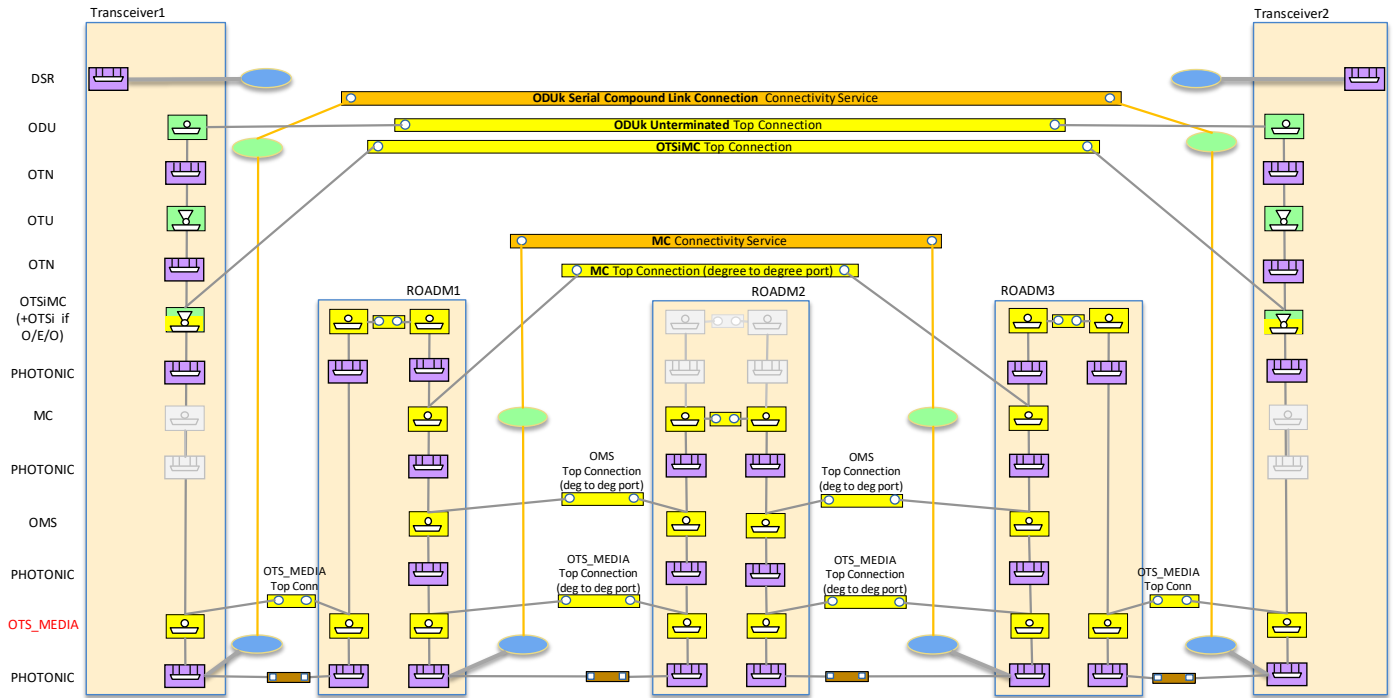 Transceiver1
Transceiver2
DSR
ODUk Serial Compound Link Connection Connectivity Service
ODU
ODUk Unterminated Top Connection
OTSiMC Top Connection
OTN
OTU
MC Connectivity Service
OTN
MC Top Connection (degree to degree port)
ROADM1
ROADM2
ROADM3
OTSiMC
(+OTSi if
O/E/O)
PHOTONIC
MC
PHOTONIC
OMS
Top Connection
(deg to deg port)
OMS
Top Connection
(deg to deg port)
OMS
PHOTONIC
OTS_MEDIA
Top Conn
OTS_MEDIA
Top Connection
(deg to deg port)
OTS_MEDIA
Top Connection
(deg to deg port)
OTS_MEDIA
Top Conn
OTS_MEDIA
PHOTONIC